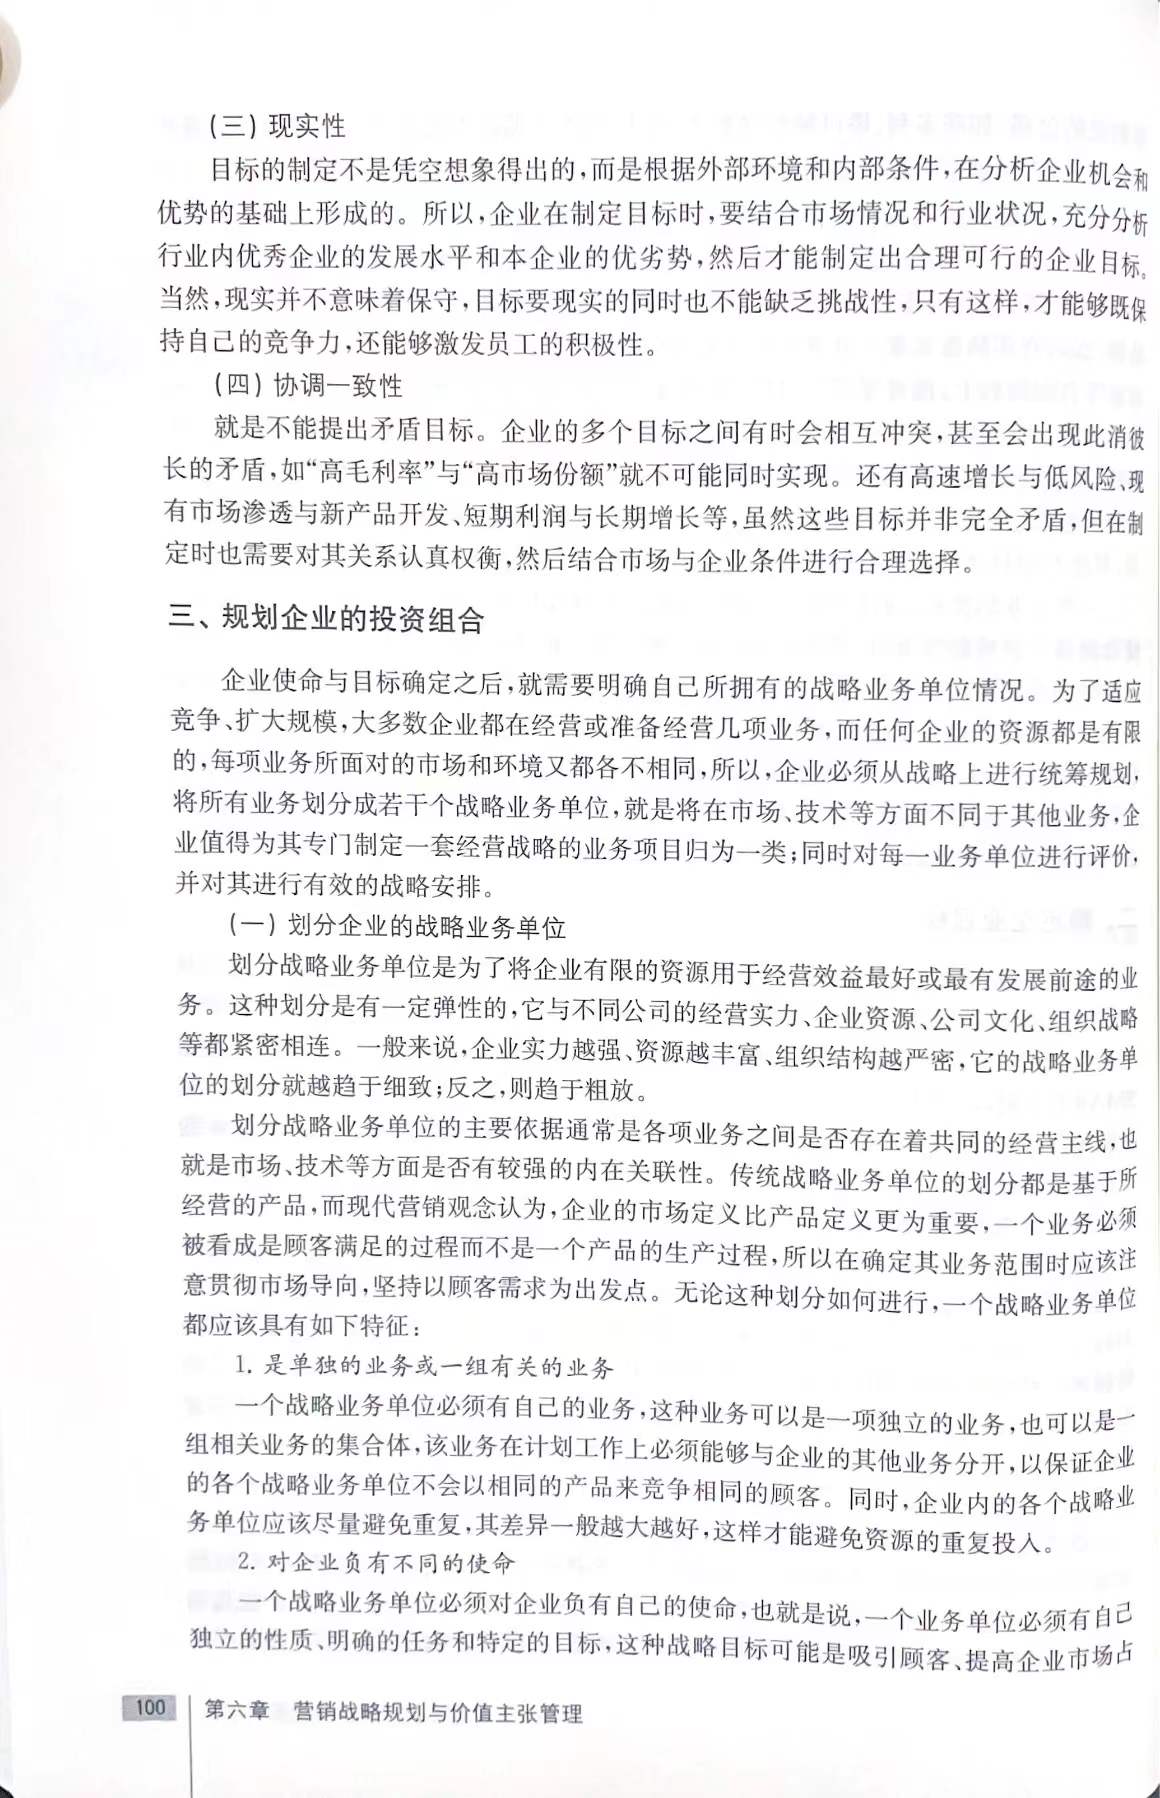 (三) 现实性
目标的制定不是凭空想象得出的,而是根据外部环境和内部条件,在分析企业机会和
优势的基础上形成的。所以,企业在制定目标时,要结合市场情况和行业状况,充分分析
行业内优秀企业的发展水平和本企业的优劣势,然后才能制定出合理可行的企业目标。
当然,现实并不意味着保守,目标要现实的同时也不能缺乏挑战性,只有这样,才能够既保
持自己的竞争力,还能够激发员工的积极性。
(四) 协调一致性
就是不能提出矛盾目标。企业的多个目标之间有时会相互冲突,甚至会出现此消彼
长的矛盾,如“高毛利率”与“高市场份额”就不可能同时实现。还有高速增长与低风险、现
有市场渗透与新产品开发、短期利润与长期增长等,虽然这些目标并非完全矛盾,但在制
定时也需要对其关系认真权衡,然后结合市场与企业条件进行合理选择。
三、规划企业的投资组合
企业使命与目标确定之后,就需要明确自己所拥有的战略业务单位情况。为了适应
竞争、扩大规模,大多数企业都在经营或准备经营几项业务,而任何企业的资源都是有限
的,每项业务所面对的市场和环境又都各不相同,所以,企业必须从战略上进行统筹规划,
将所有业务划分成若干个战略业务单位,就是将在市场、技术等方面不同于其他业务,企
业值得为其专门制定一套经营战略的业务项目归为一类;同时对每一业务单位进行评价,
并对其进行有效的战略安排。
(一) 划分企业的战略业务单位
划分战略业务单位是为了将企业有限的资源用于经营效益最好或最有发展前途的业
务。这种划分是有一定弹性的,它与不同公司的经营实力、企业资源、公司文化、组织战略
等都紧密相连。一般来说,企业实力越强、资源越丰富、组织结构越严密,它的战略业务单
位的划分就越趋于细致;反之,则趋于粗放。
划分战略业务单位的主要依据通常是各项业务之间是否存在着共同的经营主线,也
就是市场、技术等方面是否有较强的内在关联性。传统战略业务单位的划分都是基于所
经营的产品,而现代营销观念认为,企业的市场定义比产品定义更为重要,一个业务必须
被看成是顾客满足的过程而不是一个产品的生产过程,所以在确定其业务范围时应该注
意贯彻市场导向,坚持以顾客需求为出发点。无论这种划分如何进行,一个战略业务单位
都应该具有如下特征:
1. 是单独的业务或一组有关的业务
一个战略业务单位必须有自己的业务,这种业务可以是一项独立的业务,也可以是一
组相关业务的集合体,该业务在计划工作上必须能够与企业的其他业务分开,以保证企业
的各个战略业务单位不会以相同的产品来竞争相同的顾客。同时,企业内的各个战略业
务单位应该尽量避免重复,其差异一般越大越好,这样才能避免资源的重复投入。
2. 对企业负有不同的使命
一个战略业务单位必须对企业负有自己的使命,也就是说,一个业务单位必须有自己
独立的性质、明确的任务和特定的目标,这种战略目标可能是吸引顾客、提高企业市场占
100 第六章 营销战略规划与价值主张管理